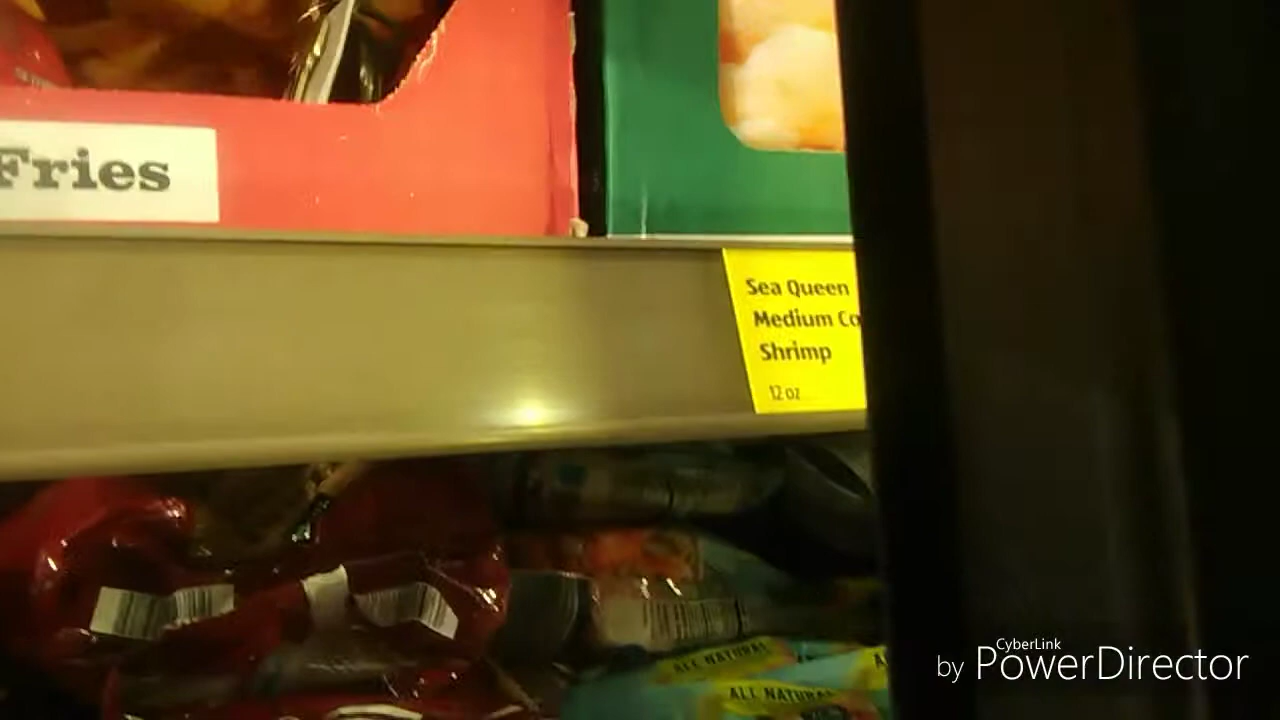 Fries
Sea Queen
Medium Co
Shrimp
12 oz
ALL NATURAL
ALL NATURAL
A
CyberLink
by PowerDirector